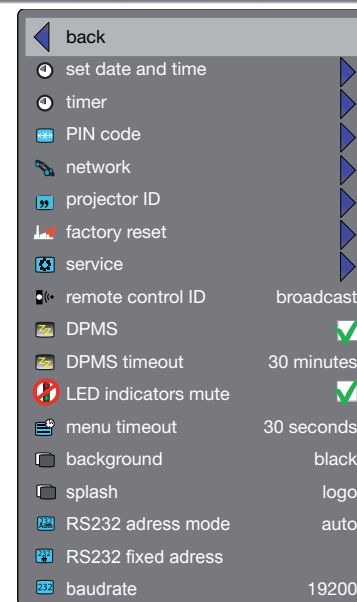 back
set date and time
timer
PIN code
network
projector ID
factory reset
service
remote control ID broadcast
DPMS
DPMS timeout 30 minutes
LED indicators mute
menu timeout 30 seconds
background black
splash logo
RS232 adress mode auto
RS232 fixed adress
baudrate 19200